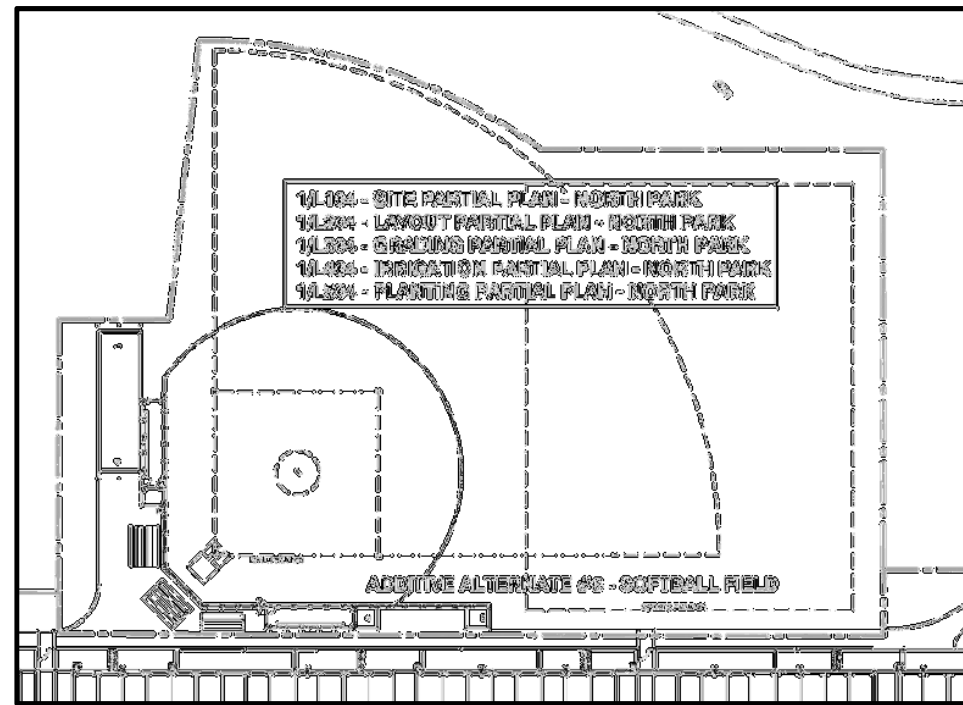 1/L104 - SITE PARTIAL PLAN - NORTH PARK
1/L204 - LAYOUT PARTIAL PLAN - NORTH PARK
1/L304 - GRADING PARTIAL PLAN - NORTH PARK
1/L404 - IRRIGATION PARTIAL PLAN - NORTH PARK
1/L504 - PLANTING PARTIAL PLAN - NORTH PARK
ADDITIVE ALTERNATE - SOFTBALL FIELD